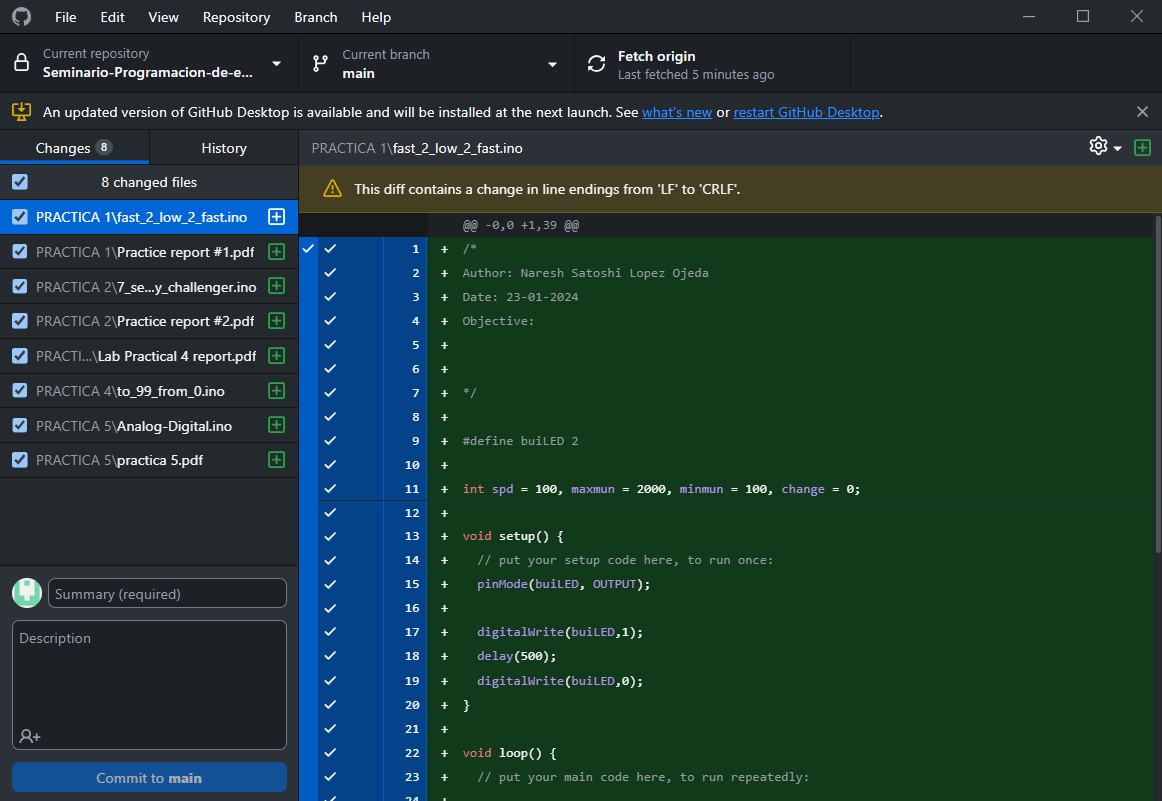 File Edit View Repository Branch Help
Current repository
Seminario-Programacion-de-e...
Current branch
main
Fetch origin
Last fetched 5 minutes ago
An updated version of GitHub Desktop is available and will be installed at the next launch. See what's new or restart GitHub Desktop.
Changes 8 History
8 changed files
PRACTICA 1\fast_2_low_2_fast.ino
PRACTICA 1\Practice report #1.pdf
PRACTICA 2\7_se...y_challenger.ino
PRACTICA 2\Practice report #2.pdf
PRACTI...\Lab Practical 4 report.pdf
PRACTICA 4\to_99_from_0.ino
PRACTICA 5\Analog-Digital.ino
PRACTICA 5\practica 5.pdf
Summary (required)
Description
Commit to main
PRACTICA 1\fast_2_low_2_fast.ino
This diff contains a change in line endings from 'LF' to 'CRLF'.
@@ -0,0 +1,39 @@
1 + /*
2 + Author: Naresh Satoshi Lopez Ojeda
3 + Date: 23-01-2024
4 + Objective:
5 +
6 +
7 + */
8 +
9 + #define buiLED 2
10 +
11 + int spd = 100, maxmun = 2000, minmun = 100, change = 0;
12 +
13 + void setup() {
14 + // put your setup code here, to run once:
15 + pinMode(buiLED, OUTPUT);
16 +
17 + digitalWrite(buiLED,1);
18 + delay(500);
19 + digitalWrite(buiLED,0);
20 + }
21 +
22 + void loop() {
23 + // put your main code here, to run repeatedly:
24 +